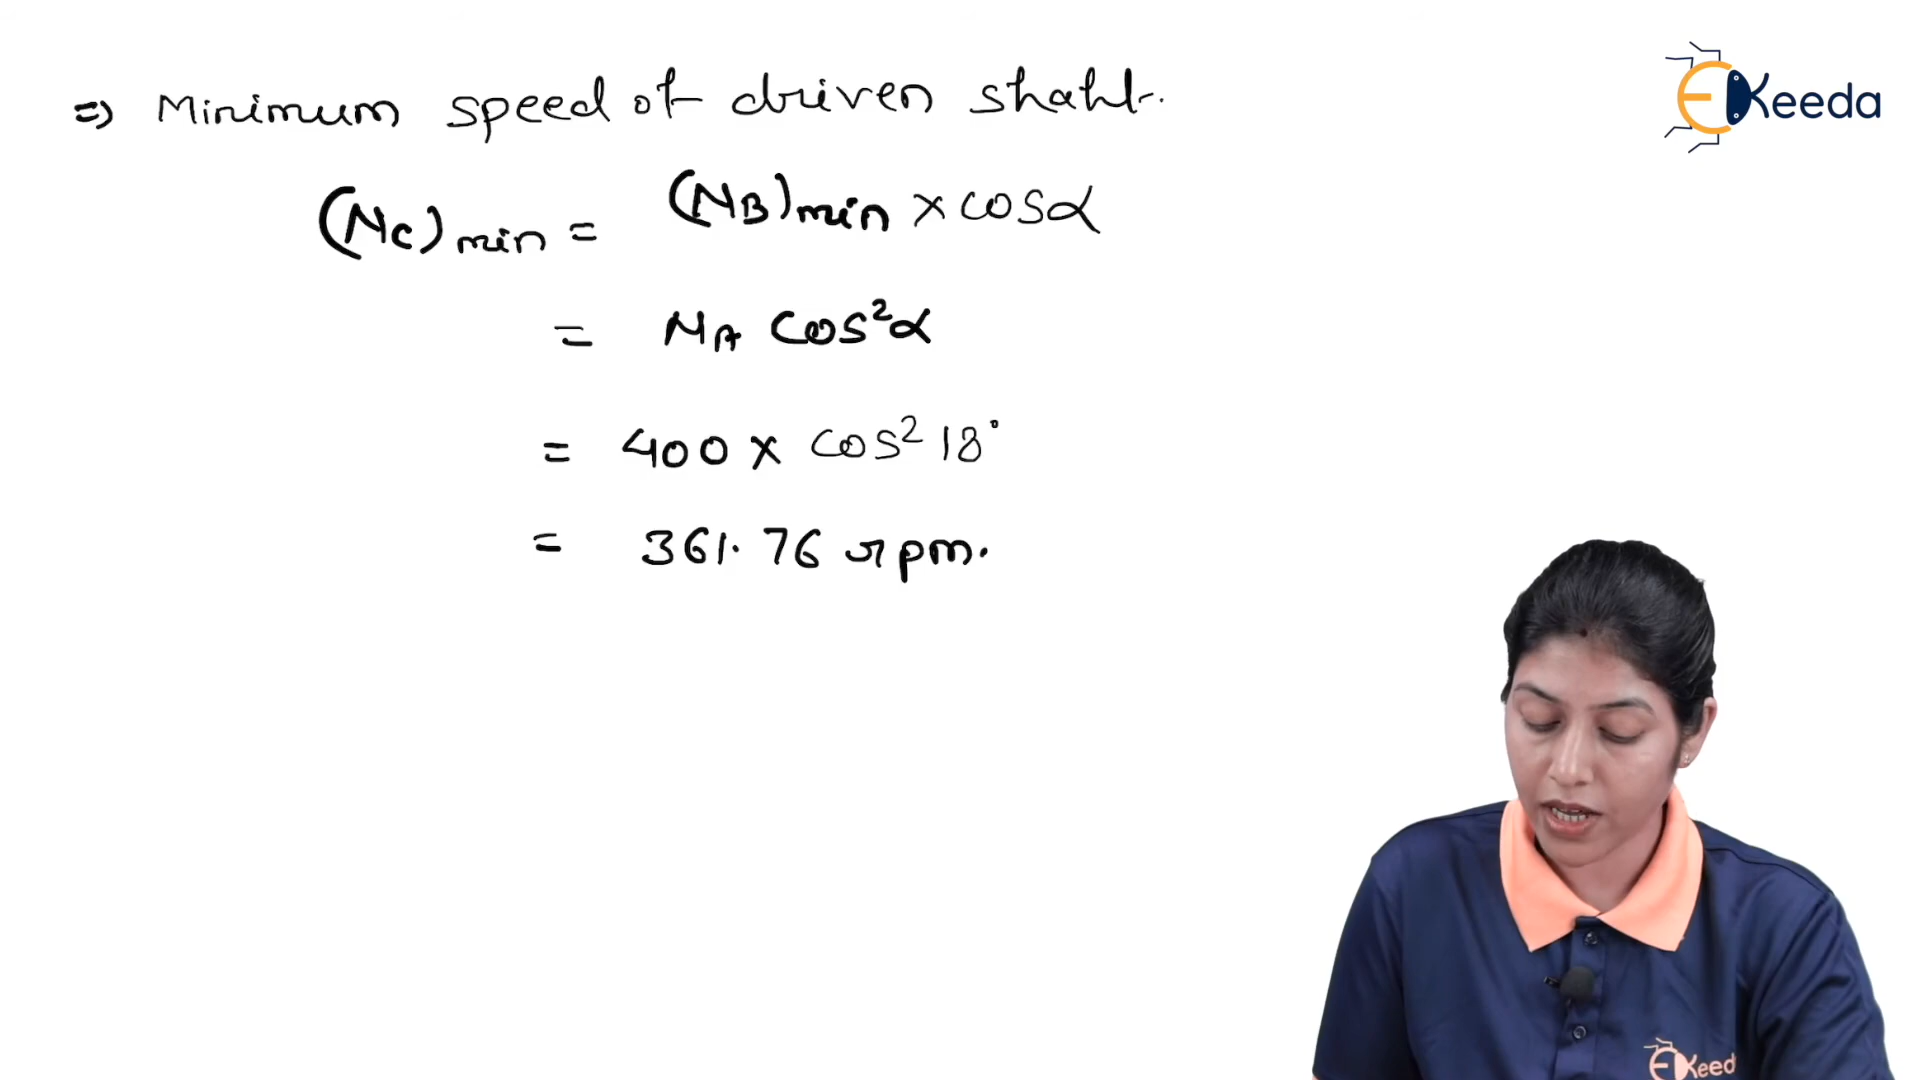 EKeeda
=> Minimum speed of driven shaft.
(NC)min = (NB)min × cosα
= NA cos²α
= 400 × cos² 18°
= 361.76 rpm.
EKeed